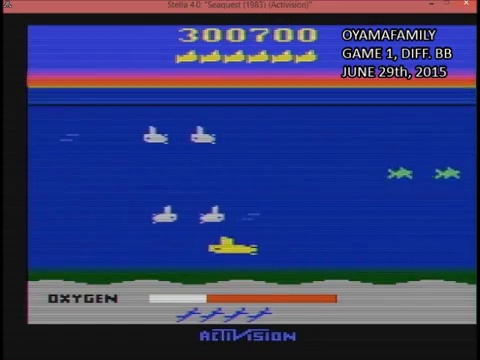 Stella 4.0: "Seaquest (1983) (Activision)"
300700
OYAMAFAMILY
GAME 1, DIFF. BB
JUNE 29th, 2015
OXYGEN
ACTIVISION